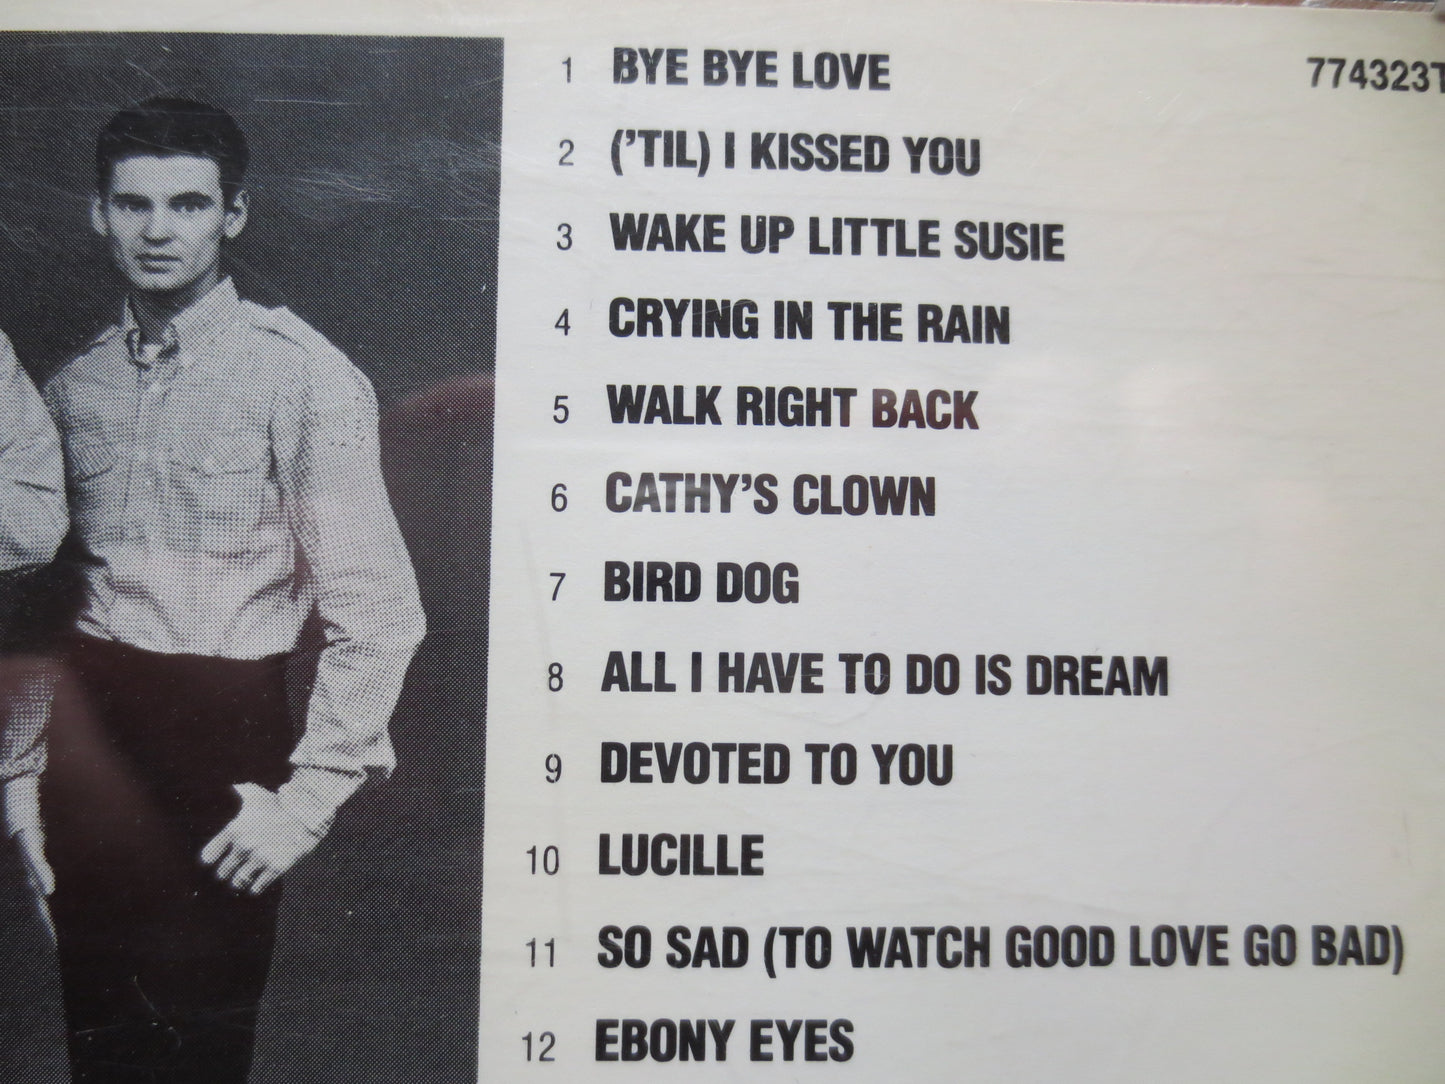 1 BYE BYE LOVE 774323T
2 ('TIL) I KISSED YOU
3 WAKE UP LITTLE SUSIE
4 CRYING IN THE RAIN
5 WALK RIGHT BACK
6 CATHY'S CLOWN
7 BIRD DOG
8 ALL I HAVE TO DO IS DREAM
9 DEVOTED TO YOU
10 LUCILLE
11 SO SAD (TO WATCH GOOD LOVE GO BAD)
12 EBONY EYES